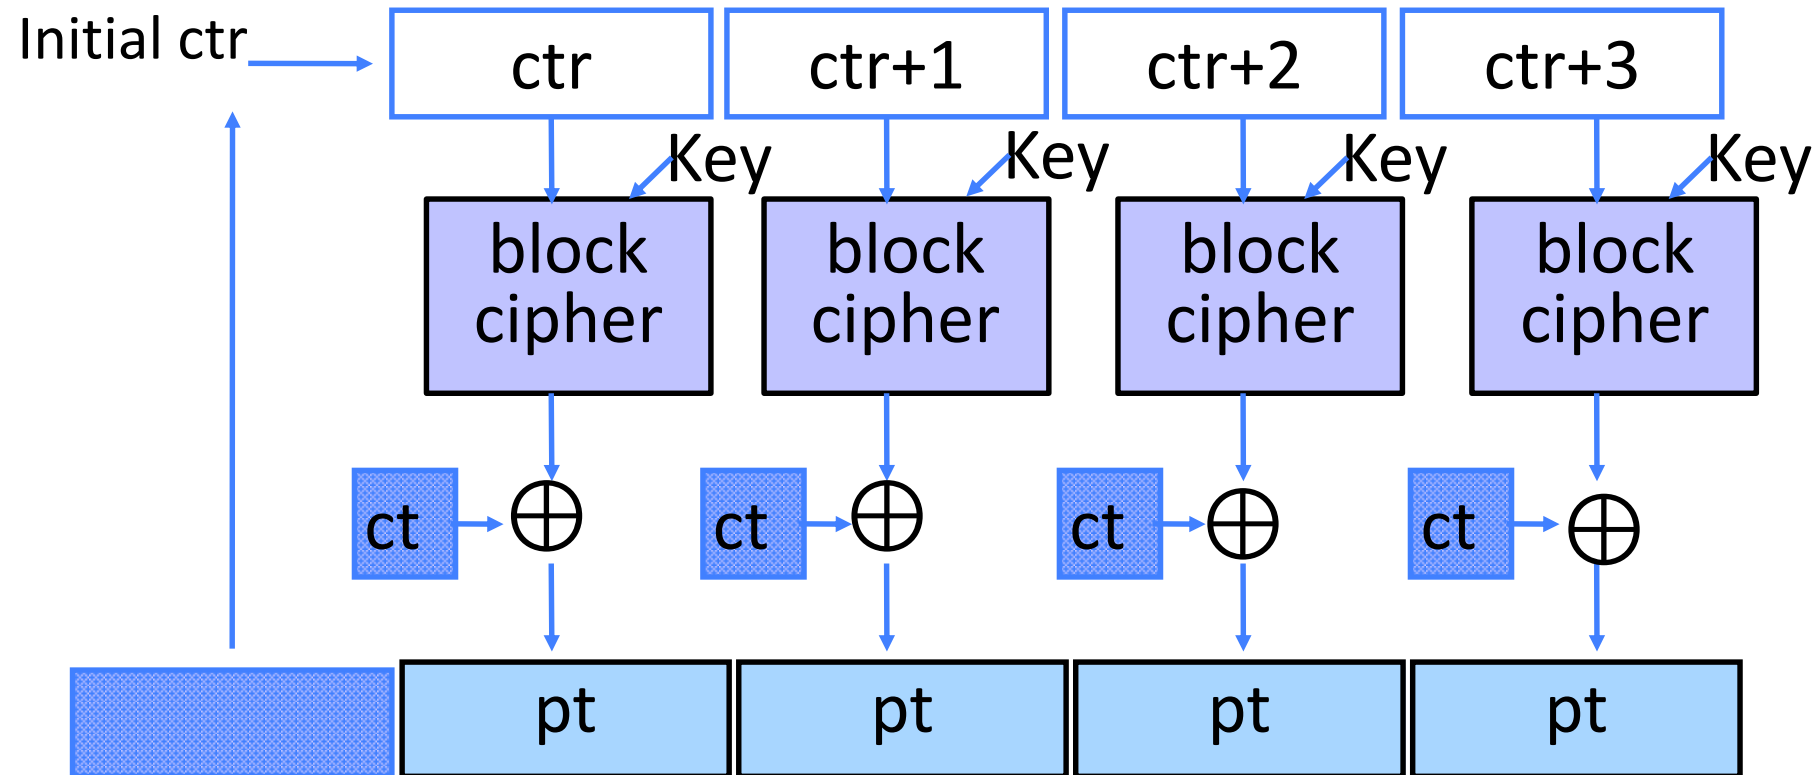 Initial ctr
ctr
ctr+1
ctr+2
ctr+3
Key
Key
Key
Key
block
cipher
block
cipher
block
cipher
block
cipher
ct
ct
ct
ct
pt
pt
pt
pt